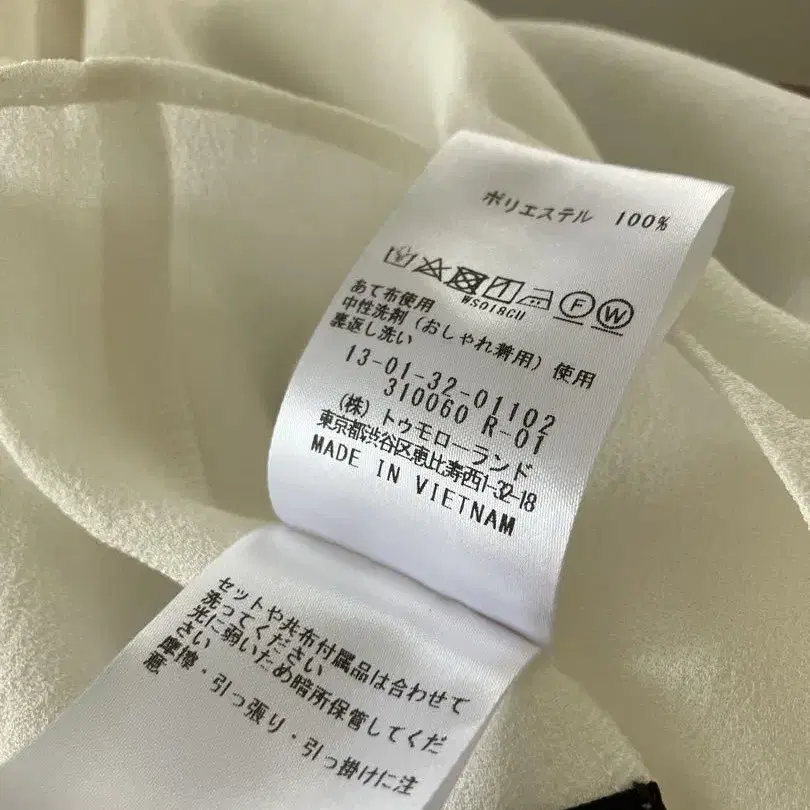 ポリエステル 100%
WS018CU
F W
あて布使用
中性洗剤(おしゃれ着用)使用
裏返し洗い
13-01-32-01102
310060 R-01
(株)トゥモローランド
東京都渋谷区恵比寿西1-32-18
MADE IN VIETNAM
セットや共布付属品は合わせて
洗ってください
光に弱いため暗所保管してくだ
さい
摩擦・引っ張り・引っ掛けに注
意